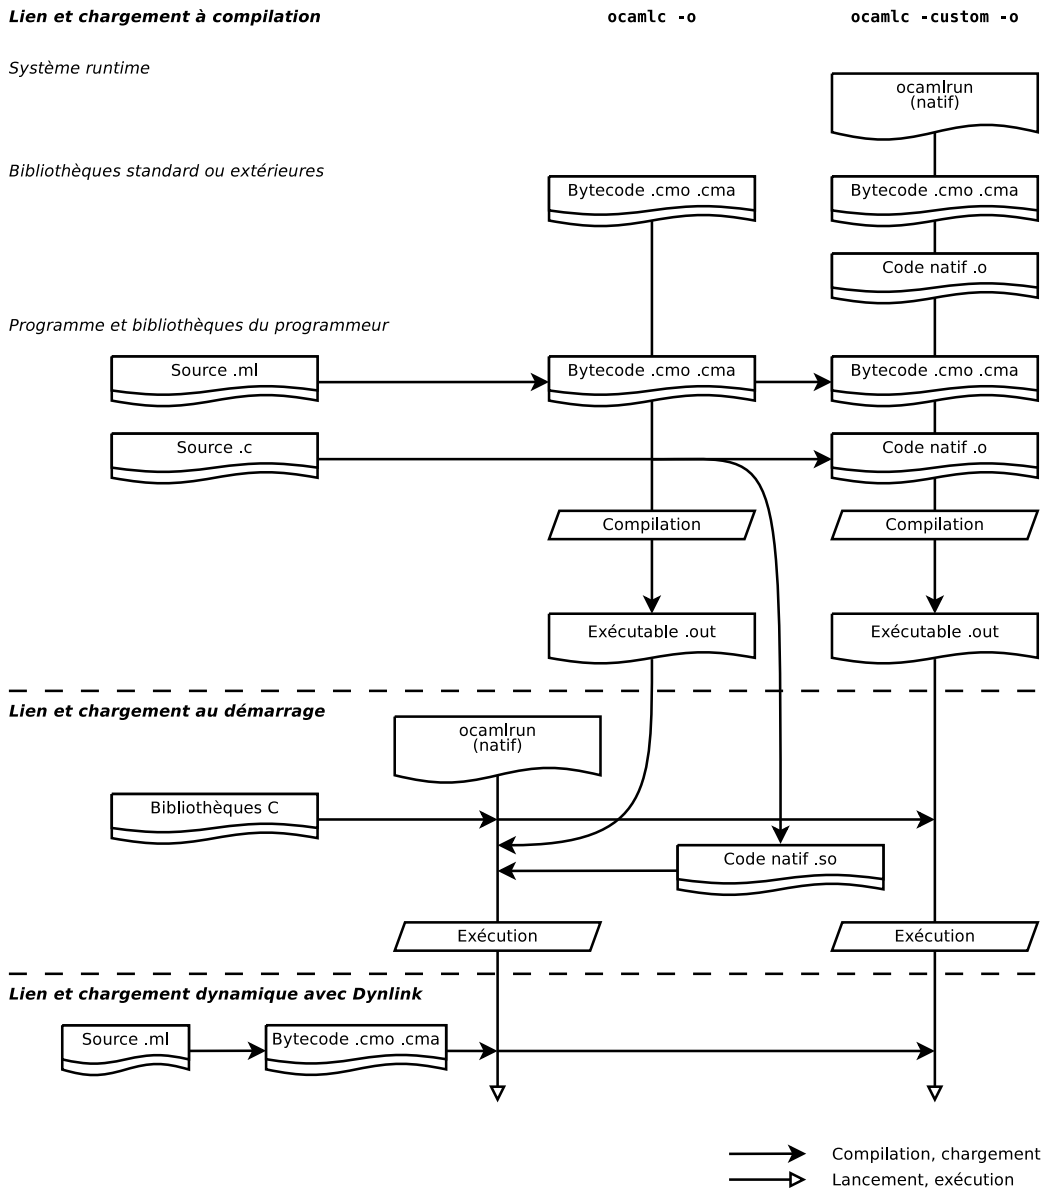 Lien et chargement à compilation
ocamlc -o
ocamlc -custom -o
Système runtime
ocamlrun
(natif)
Bibliothèques standard ou extérieures
Bytecode .cmo .cma
Bytecode .cmo .cma
Code natif .o
Programme et bibliothèques du programmeur
Source .ml
Bytecode .cmo .cma
Bytecode .cmo .cma
Source .c
Code natif .o
Compilation
Compilation
Exécutable .out
Exécutable .out
Lien et chargement au démarrage
ocamlrun
(natif)
Bibliothèques C
Code natif .so
Exécution
Exécution
Lien et chargement dynamique avec Dynlink
Source .ml
Bytecode .cmo .cma
Compilation, chargement
Lancement, exécution